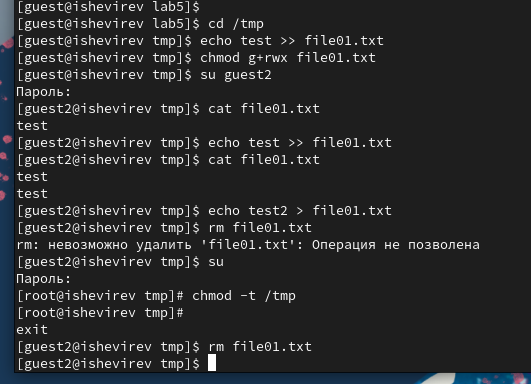 [guest@ishevirev lab5]$
[guest@ishevirev lab5]$ cd /tmp
[guest@ishevirev tmp]$ echo test >> file01.txt
[guest@ishevirev tmp]$ chmod g+rwx file01.txt
[guest@ishevirev tmp]$ su guest2
Пароль:
[guest2@ishevirev tmp]$ cat file01.txt
test
[guest2@ishevirev tmp]$ echo test >> file01.txt
[guest2@ishevirev tmp]$ cat file01.txt
test
test
[guest2@ishevirev tmp]$ echo test2 > file01.txt
[guest2@ishevirev tmp]$ rm file01.txt
rm: невозможно удалить 'file01.txt': Операция не позволена
[guest2@ishevirev tmp]$ su
Пароль:
[root@ishevirev tmp]# chmod -t /tmp
[root@ishevirev tmp]#
exit
[guest2@ishevirev tmp]$ rm file01.txt
[guest2@ishevirev tmp]$